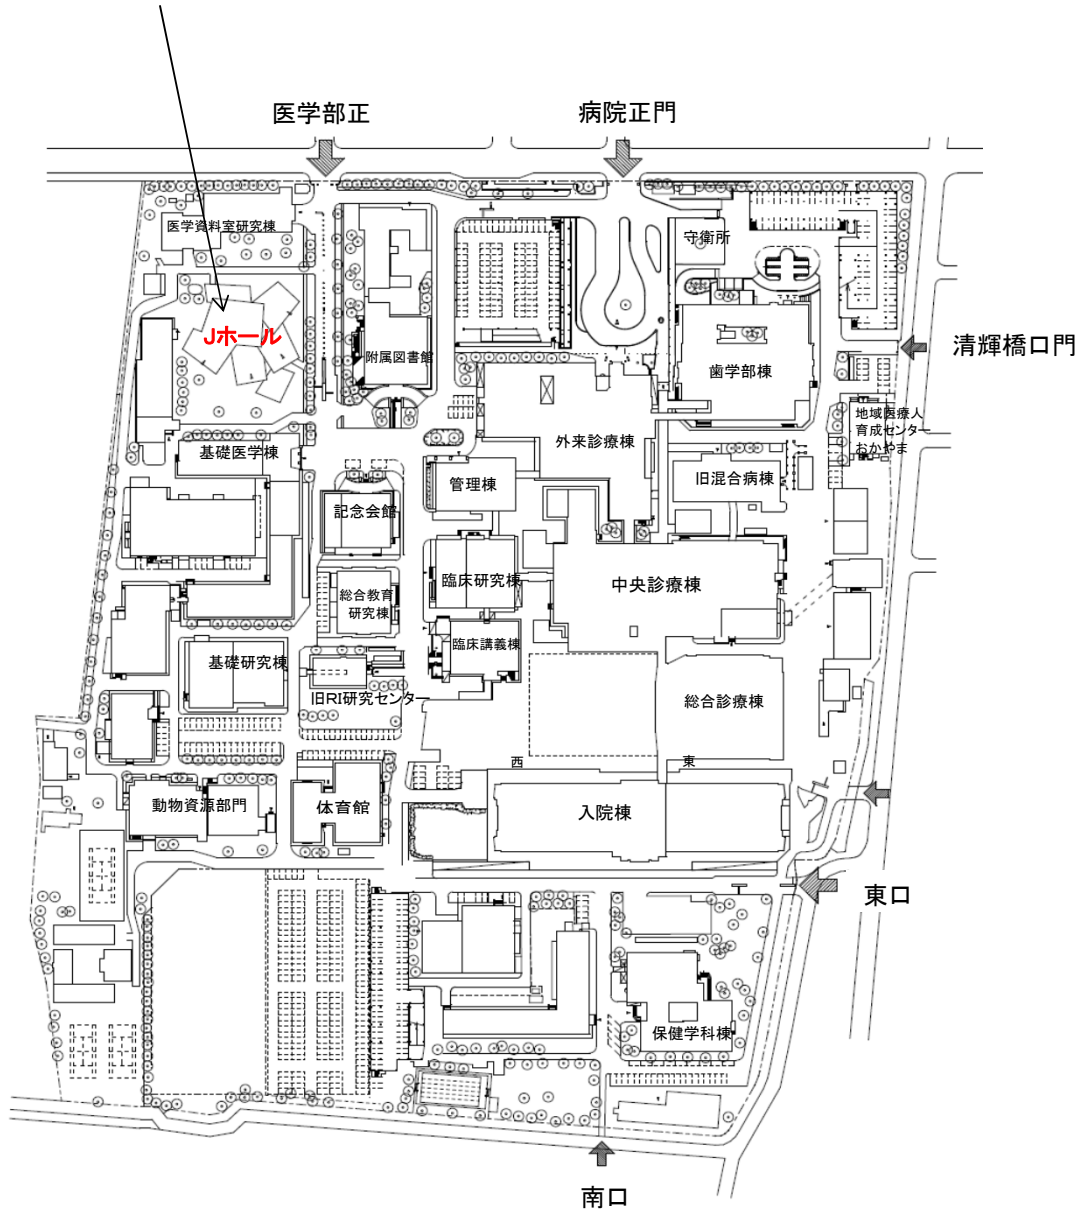 医学部正
病院正門
医学資料室研究棟
守衛所
Jホール
附属図書館
清輝橋口門
歯学部棟
地域医療人
育成センター
おかやま
外来診療棟
基礎医学棟
管理棟
旧混合病棟
記念会館
臨床研究棟
中央診療棟
総合教育
研究棟
臨床講義棟
基礎研究棟
旧RI研究センター
総合診療棟
西
東
動物資源部門
体育館
入院棟
東口
保健学科棟
南口